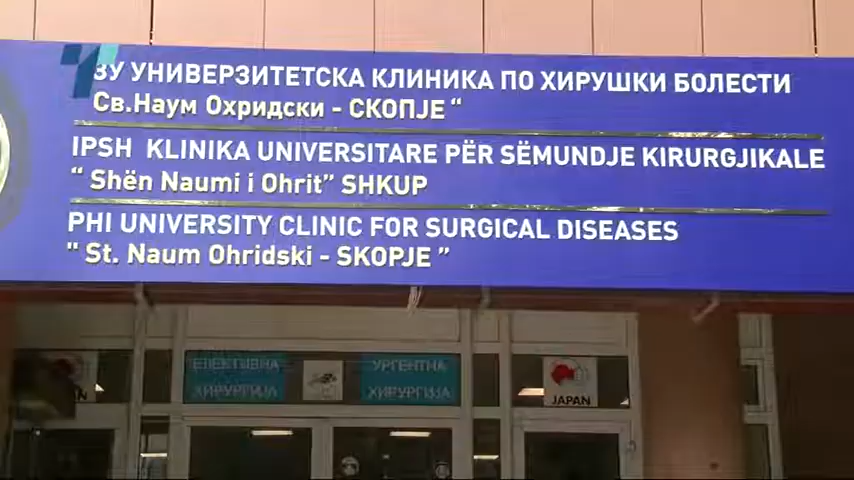 ЗУ УНИВЕРЗИТЕТСКА КЛИНИКА ПО ХИРУШКИ БОЛЕСТИ
Св.Наум Охридски - СКОПЈЕ “
IPSH KLINIKA UNIVERSITARE PËR SËMUNDJE KIRURGJIKALE
“ Shën Naumi i Ohrit” SHKUP
PHI UNIVERSITY CLINIC FOR SURGICAL DISEASES
" St. Naum Ohridski - SKOPJE ”
ЕЛЕКТИВНА
ХИРУРГИЈА
УРГЕНТНА
ХИРУРГИЈА
JAPAN